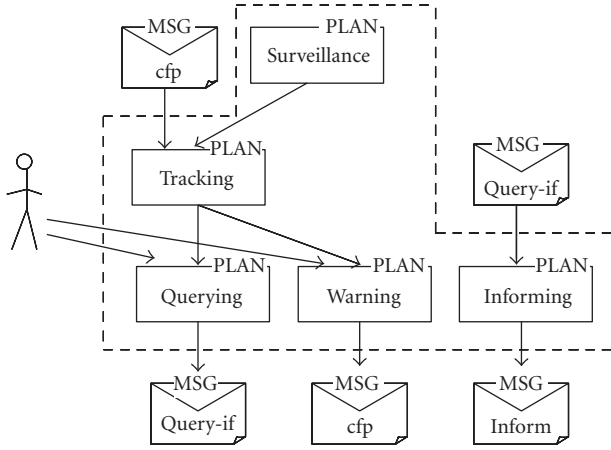 MSG
cfp
PLAN
Surveillance
PLAN
Tracking
MSG
Query-if
PLAN
Querying
PLAN
Warning
PLAN
Informing
MSG
Query-if
MSG
cfp
MSG
Inform